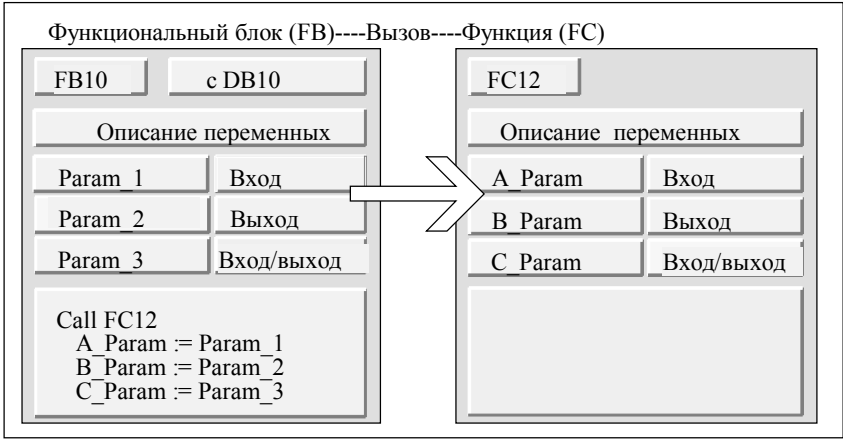 Функциональный блок (FB)----Вызов----Функция (FC)
FB10
с DB10
Описание переменных
Param_1
Вход
Param_2
Выход
Param_3
Вход/выход
Call FC12
A_Param := Param_1
B_Param := Param_2
C_Param := Param_3
FC12
Описание переменных
A_Param
Вход
B_Param
Выход
C_Param
Вход/выход